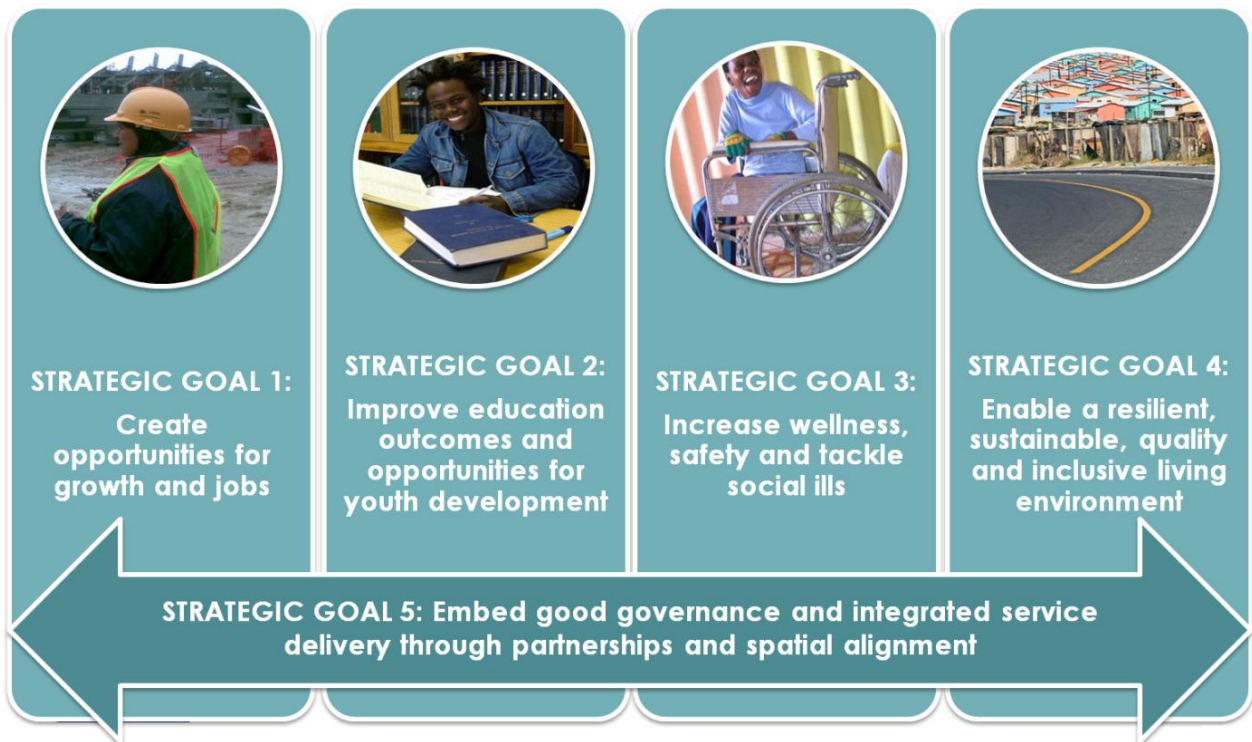 STRATEGIC GOAL 1:
Create
opportunities for
growth and jobs
STRATEGIC GOAL 2:
Improve education
outcomes and
opportunities for
youth development
STRATEGIC GOAL 3:
Increase wellness,
safety and tackle
social ills
STRATEGIC GOAL 4:
Enable a resilient,
sustainable, quality
and inclusive living
environment
STRATEGIC GOAL 5: Embed good governance and integrated service
delivery through partnerships and spatial alignment